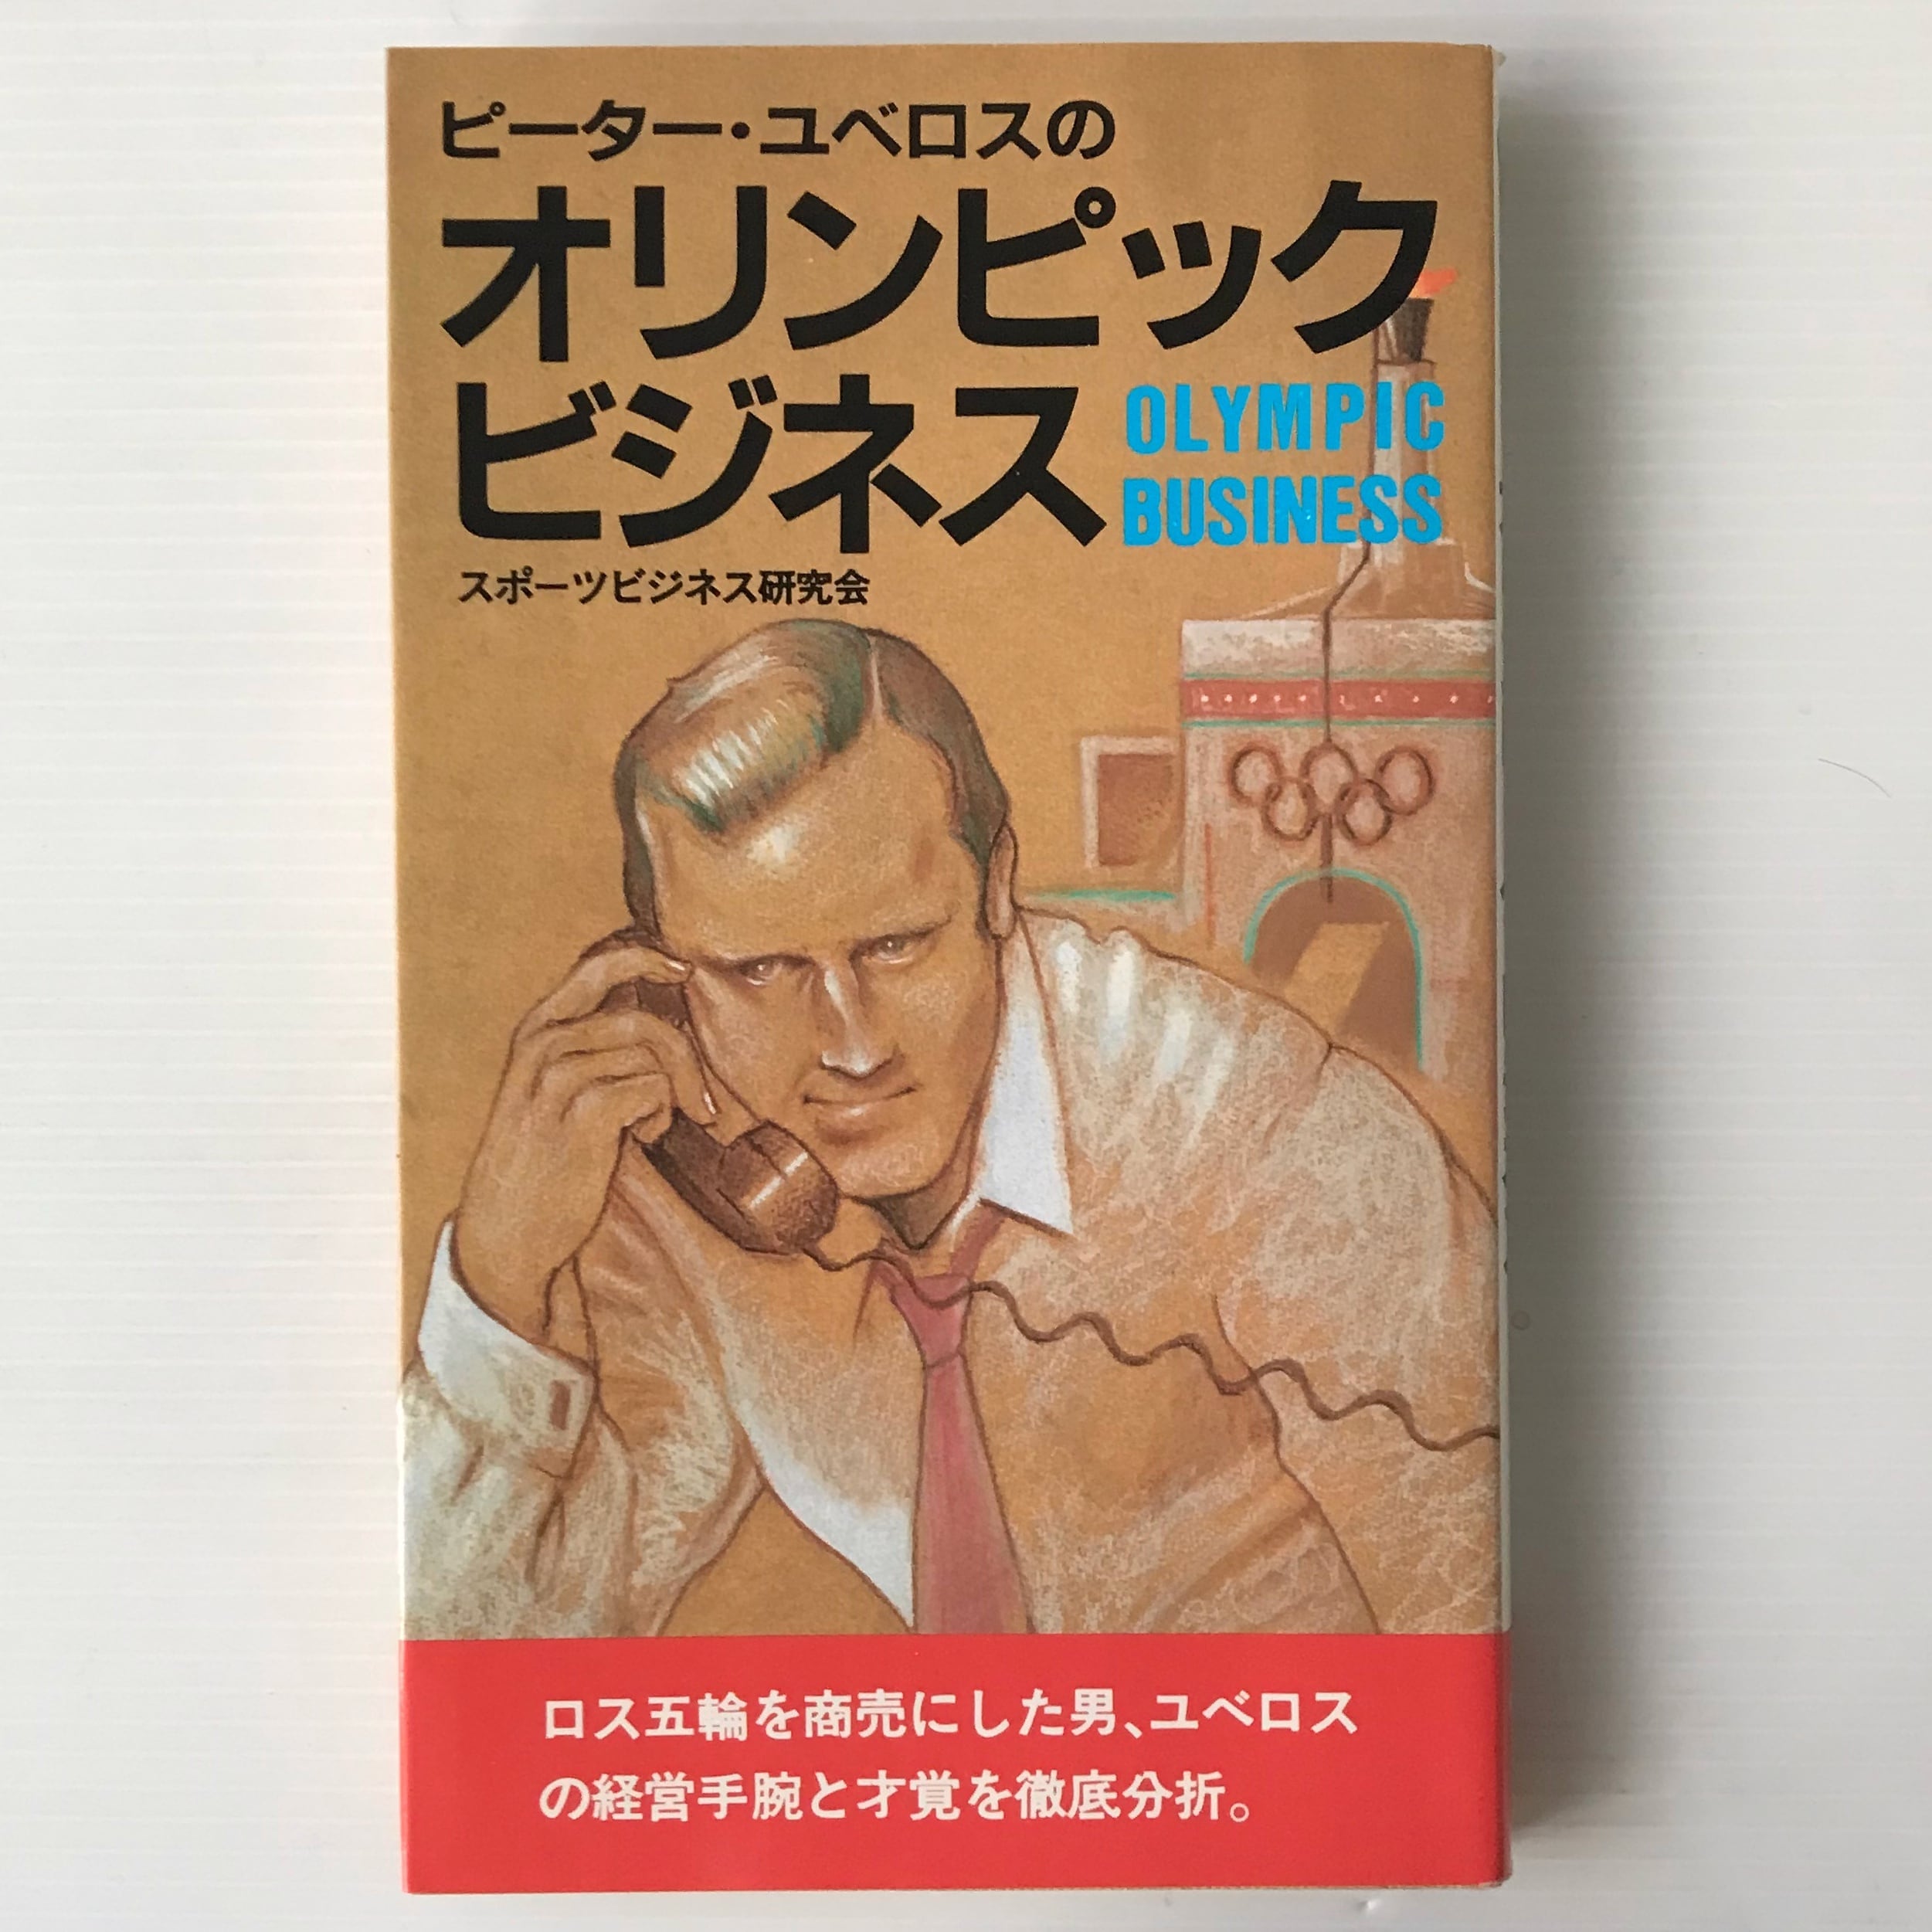 ピーター・ユベロスの
オリンピック
ビジネス
OLYMPIC
BUSINESS
スポーツビジネス研究会
ロス五輪を商売にした男、ユベロス
の経営手腕と才覚を徹底分折。